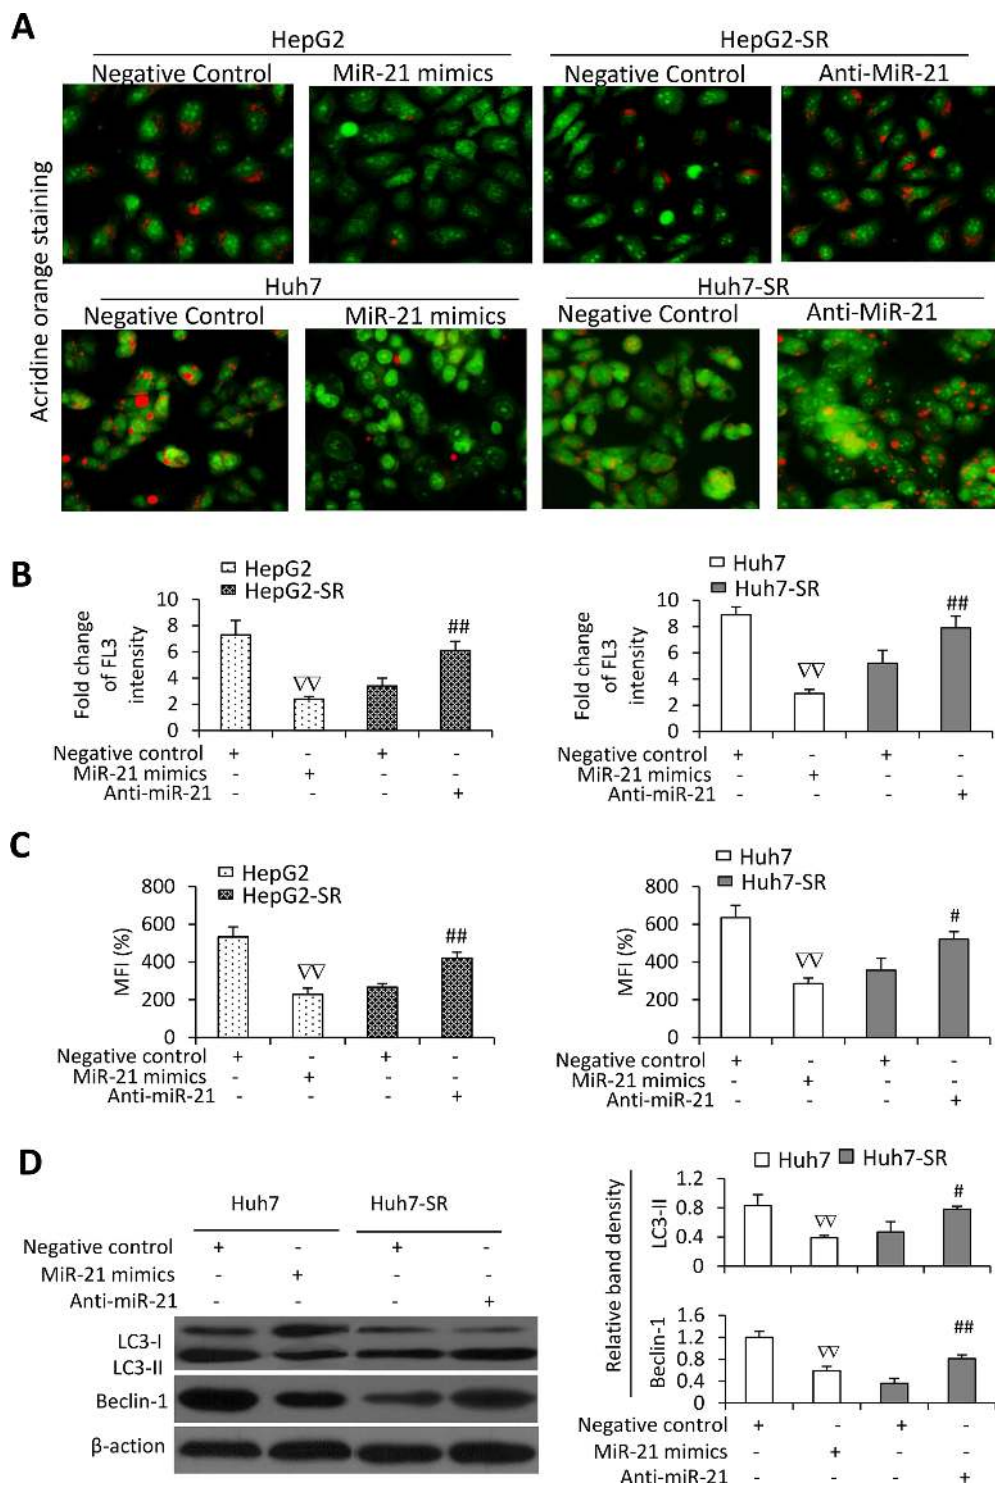 A
HepG2 HepG2-SR
Negative Control MiR-21 mimics Negative Control Anti-MiR-21
Acridine orange staining
Huh7 Huh7-SR
Negative Control MiR-21 mimics Negative Control Anti-MiR-21
B
HepG2
HepG2-SR
Fold change of FL3 intensity
10
8
6
4
2
0
▽▽ ##
Negative control + - + -
MiR-21 mimics - + - -
Anti-miR-21 - - - +
Huh7
Huh7-SR
Fold change of FL3 intensity
10
8
6
4
2
0
▽▽ ##
Negative control + - + -
MiR-21 mimics - + - -
Anti-miR-21 - - - +
C
HepG2
HepG2-SR
MFI (%)
800
600
400
200
0
▽▽ ##
Negative control + - + -
MiR-21 mimics - + - -
Anti-miR-21 - - - +
Huh7
Huh7-SR
MFI (%)
800
600
400
200
0
▽▽ #
Negative control + - + -
MiR-21 mimics - + - -
Anti-miR-21 - - - +
D
Huh7 Huh7-SR
Negative control + - + -
MiR-21 mimics - + - -
Anti-miR-21 - - - +
LC3-I
LC3-II
Beclin-1
β-action
Huh7 Huh7-SR
Relative band density
LC3-II
1.2
0.8
0.4
0
▽▽ #
Beclin-1
1.6
1.2
0.8
0.4
0
▽▽ ##
Negative control + - + -
MiR-21 mimics - + - -
Anti-miR-21 - - - +